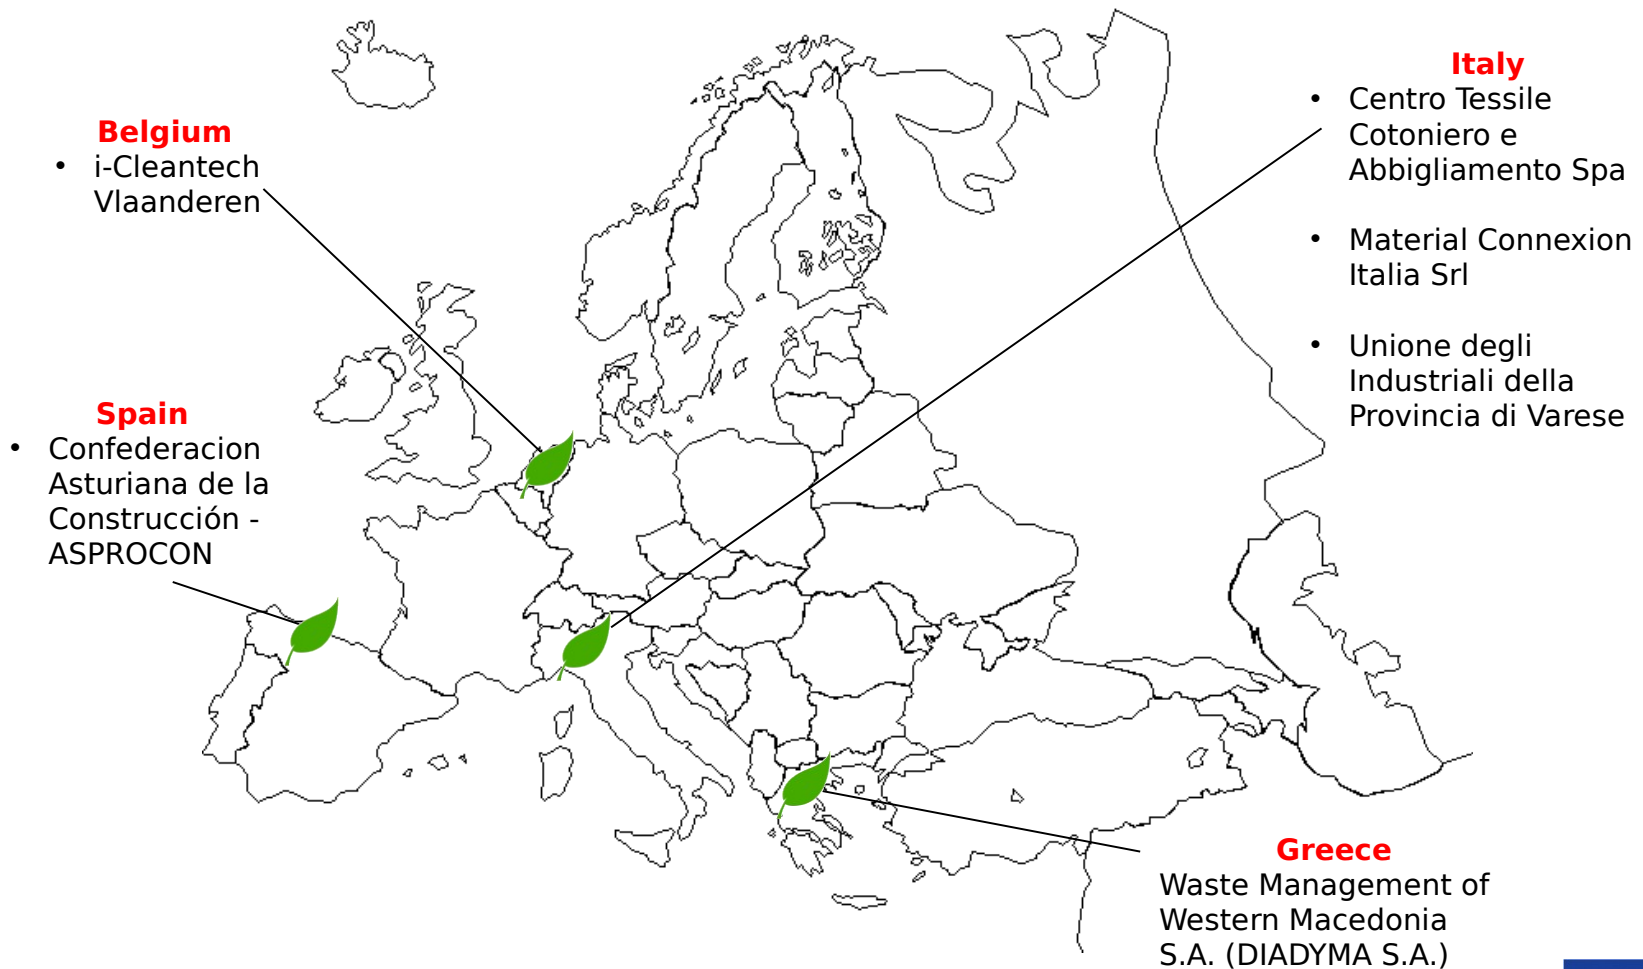 Belgium
• i-Cleantech
Vlaanderen
Spain
• Confederacion
Asturiana de la
Construcción -
ASPROCON
Italy
• Centro Tessile
Cotoniero e
Abbigliamento Spa
• Material Connexion
Italia Srl
• Unione degli
Industriali della
Provincia di Varese
Greece
Waste Management of
Western Macedonia
S.A. (DIADYMA S.A.)